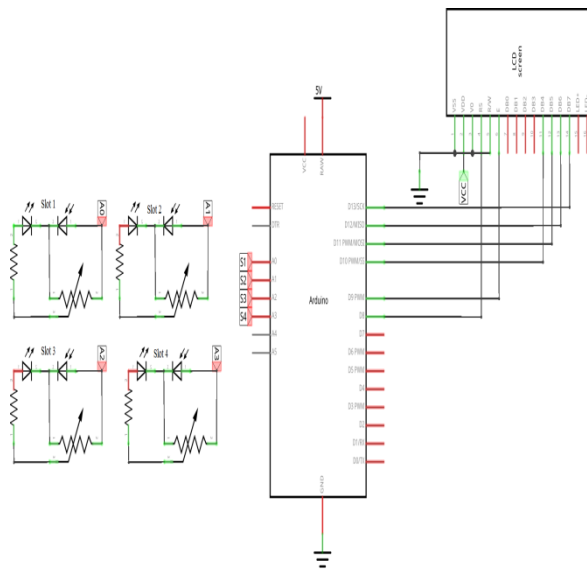 LCD
screen
VSS
VDD
VO
RS
R/W
E
DB0
DB1
DB2
DB3
DB4
DB5
DB6
DB7
LED+
5V
VCC
RAW
VCC
Slot 1
A0
Slot 2
A1
RESET
DTR
S1 A0
A1
S3 A2
S4 A3
A4
A5
Arduino
D13/SCK
D12/MISO
D11 PWM/MOSI
D10 PWM/SS
D9 PWM
D8
D7
D6 PWM
D5 PWM
D4
D3 PWM
D2
D1/RX
D0/TX
Slot 3
A2
Slot 4
A3
GND